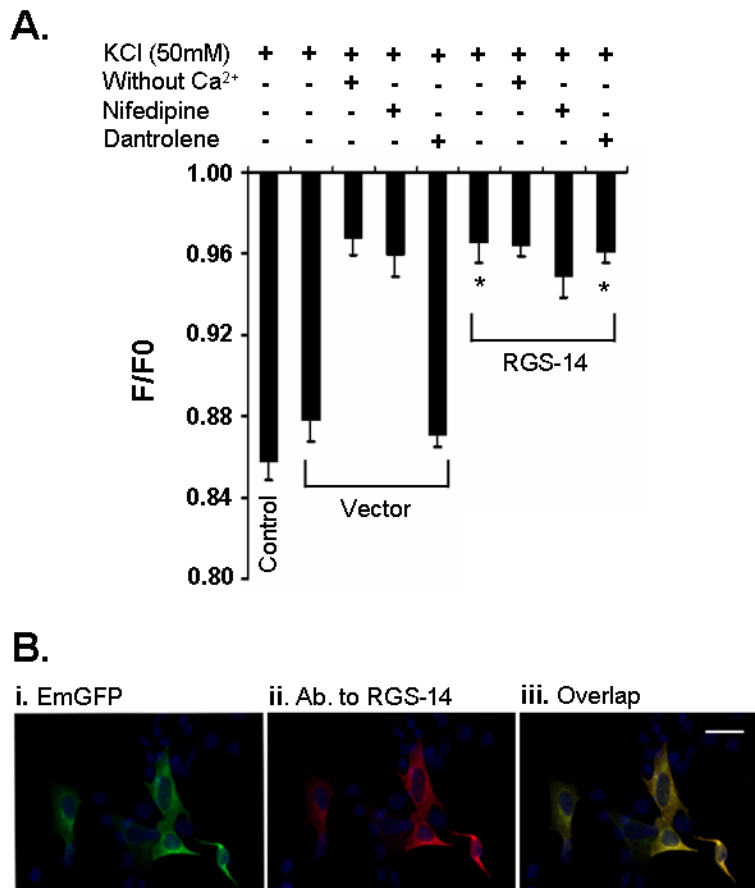 A.
KCl (50mM) + + + + + + + + +
Without Ca²⁺ - - + - - - + - -
Nifedipine - - - + - - - + -
Dantrolene - - - - + - - - +
1.00
0.96
0.92
0.88
0.84
0.80
F/F0
Control
Vector
* *
RGS-14
B.
i. EmGFP
ii. Ab. to RGS-14
iii. Overlap